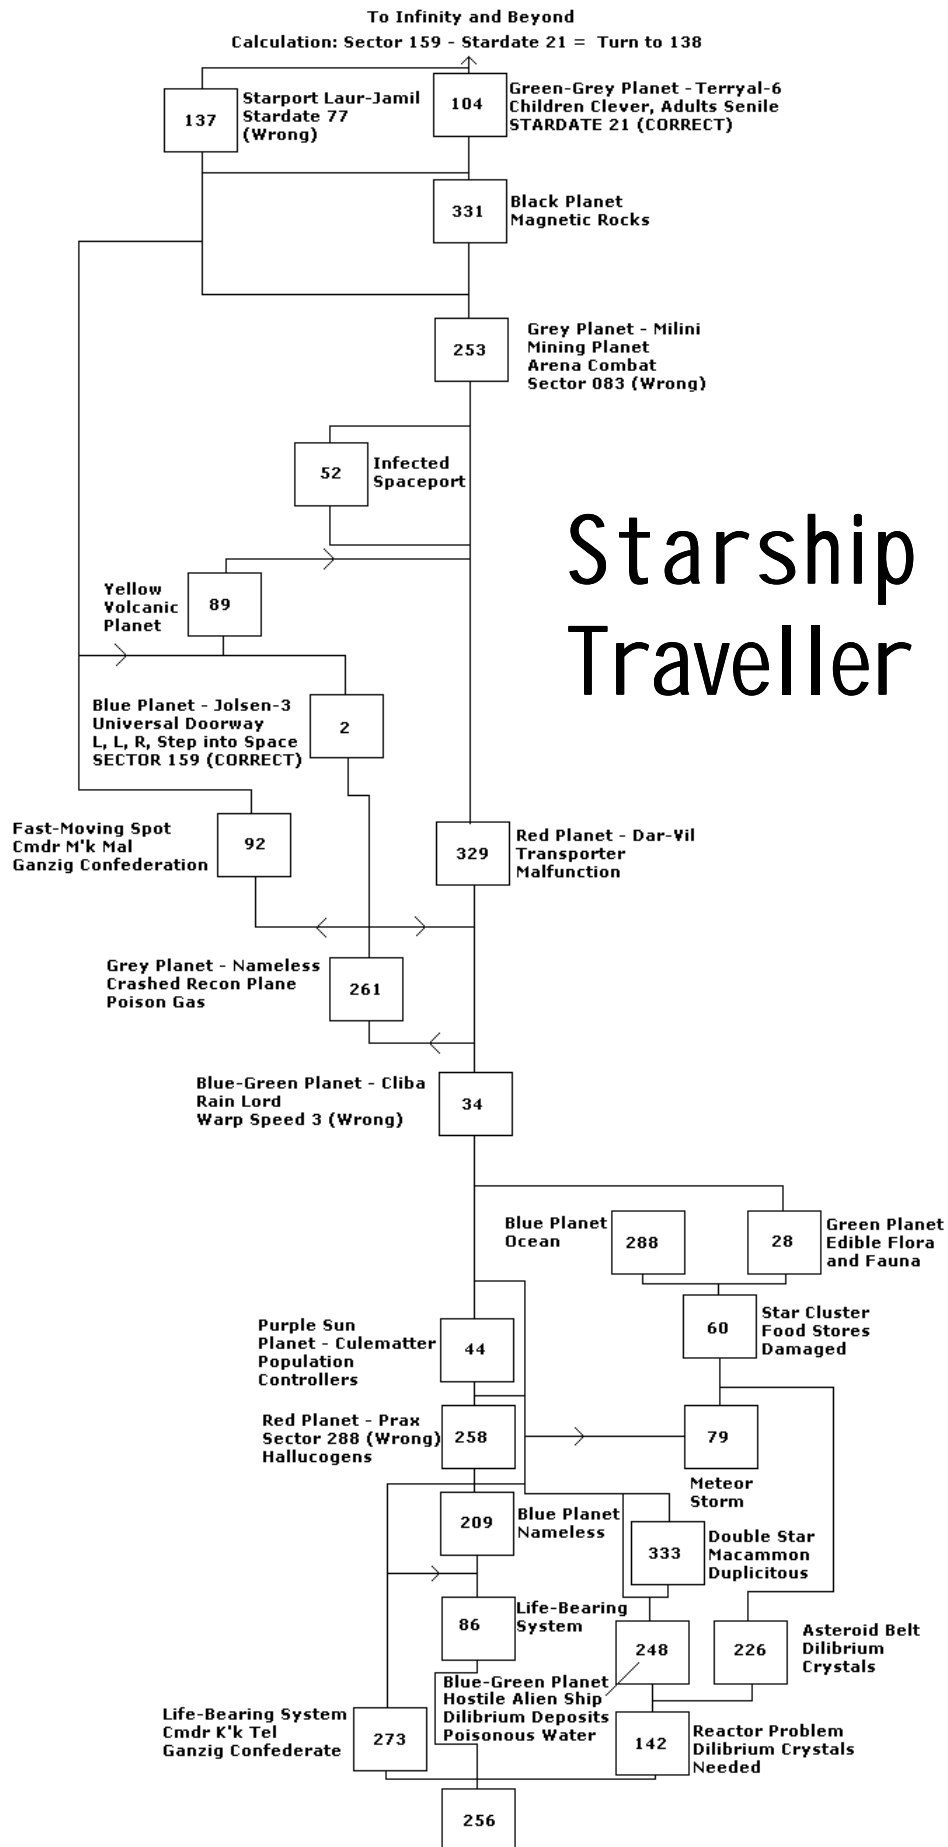 To Infinity and Beyond
Calculation: Sector 159 - Stardate 21 = Turn to 138
137
Starport Laur-Jamil
Stardate 77
(Wrong)
104
Green-Grey Planet - Terryal-6
Children Clever, Adults Senile
STARDATE 21 (CORRECT)
331
Black Planet
Magnetic Rocks
253
Grey Planet - Milini
Mining Planet
Arena Combat
Sector 083 (Wrong)
52
Infected
Spaceport
Starship
Traveller
Yellow
Volcanic
Planet
89
Blue Planet - Jolsen-3
Universal Doorway
L, L, R, Step into Space
SECTOR 159 (CORRECT)
2
Fast-Moving Spot
Cmdr M'k Mal
Ganzig Confederation
92
329
Red Planet - Dar-Vil
Transporter
Malfunction
Grey Planet - Nameless
Crashed Recon Plane
Poison Gas
261
Blue-Green Planet - Cliba
Rain Lord
Warp Speed 3 (Wrong)
34
Blue Planet
Ocean
288
28
Green Planet
Edible Flora
and Fauna
Purple Sun
Planet - Culematter
Population
Controllers
44
60
Star Cluster
Food Stores
Damaged
Red Planet - Prax
Sector 288 (Wrong)
Hallucogens
258
79
Meteor
Storm
209
Blue Planet
Nameless
333
Double Star
Macammon
Duplicitous
86
Life-Bearing
System
248
226
Asteroid Belt
Dilibrium
Crystals
Blue-Green Planet
Hostile Alien Ship
Dilibrium Deposits
Poisonous Water
Life-Bearing System
Cmdr K'k Tel
Ganzig Confederate
273
142
Reactor Problem
Dilibrium Crystals
Needed
256